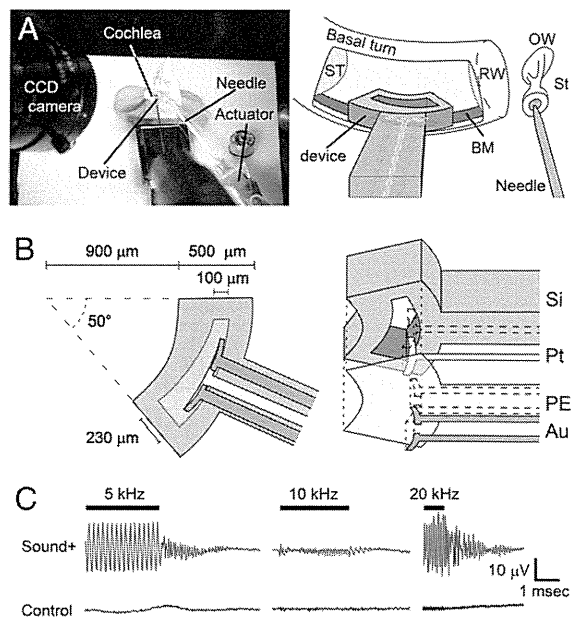 A
Cochlea
CCD
camera
Needle
Actuator
Device
Basal turn
ST
RW
OW
St
device
BM
Needle
B
900 μm
500 μm
100 μm
50°
230 μm
Si
Pt
PE
Au
C
5 kHz
10 kHz
20 kHz
Sound+
10 μV
1 msec
Control